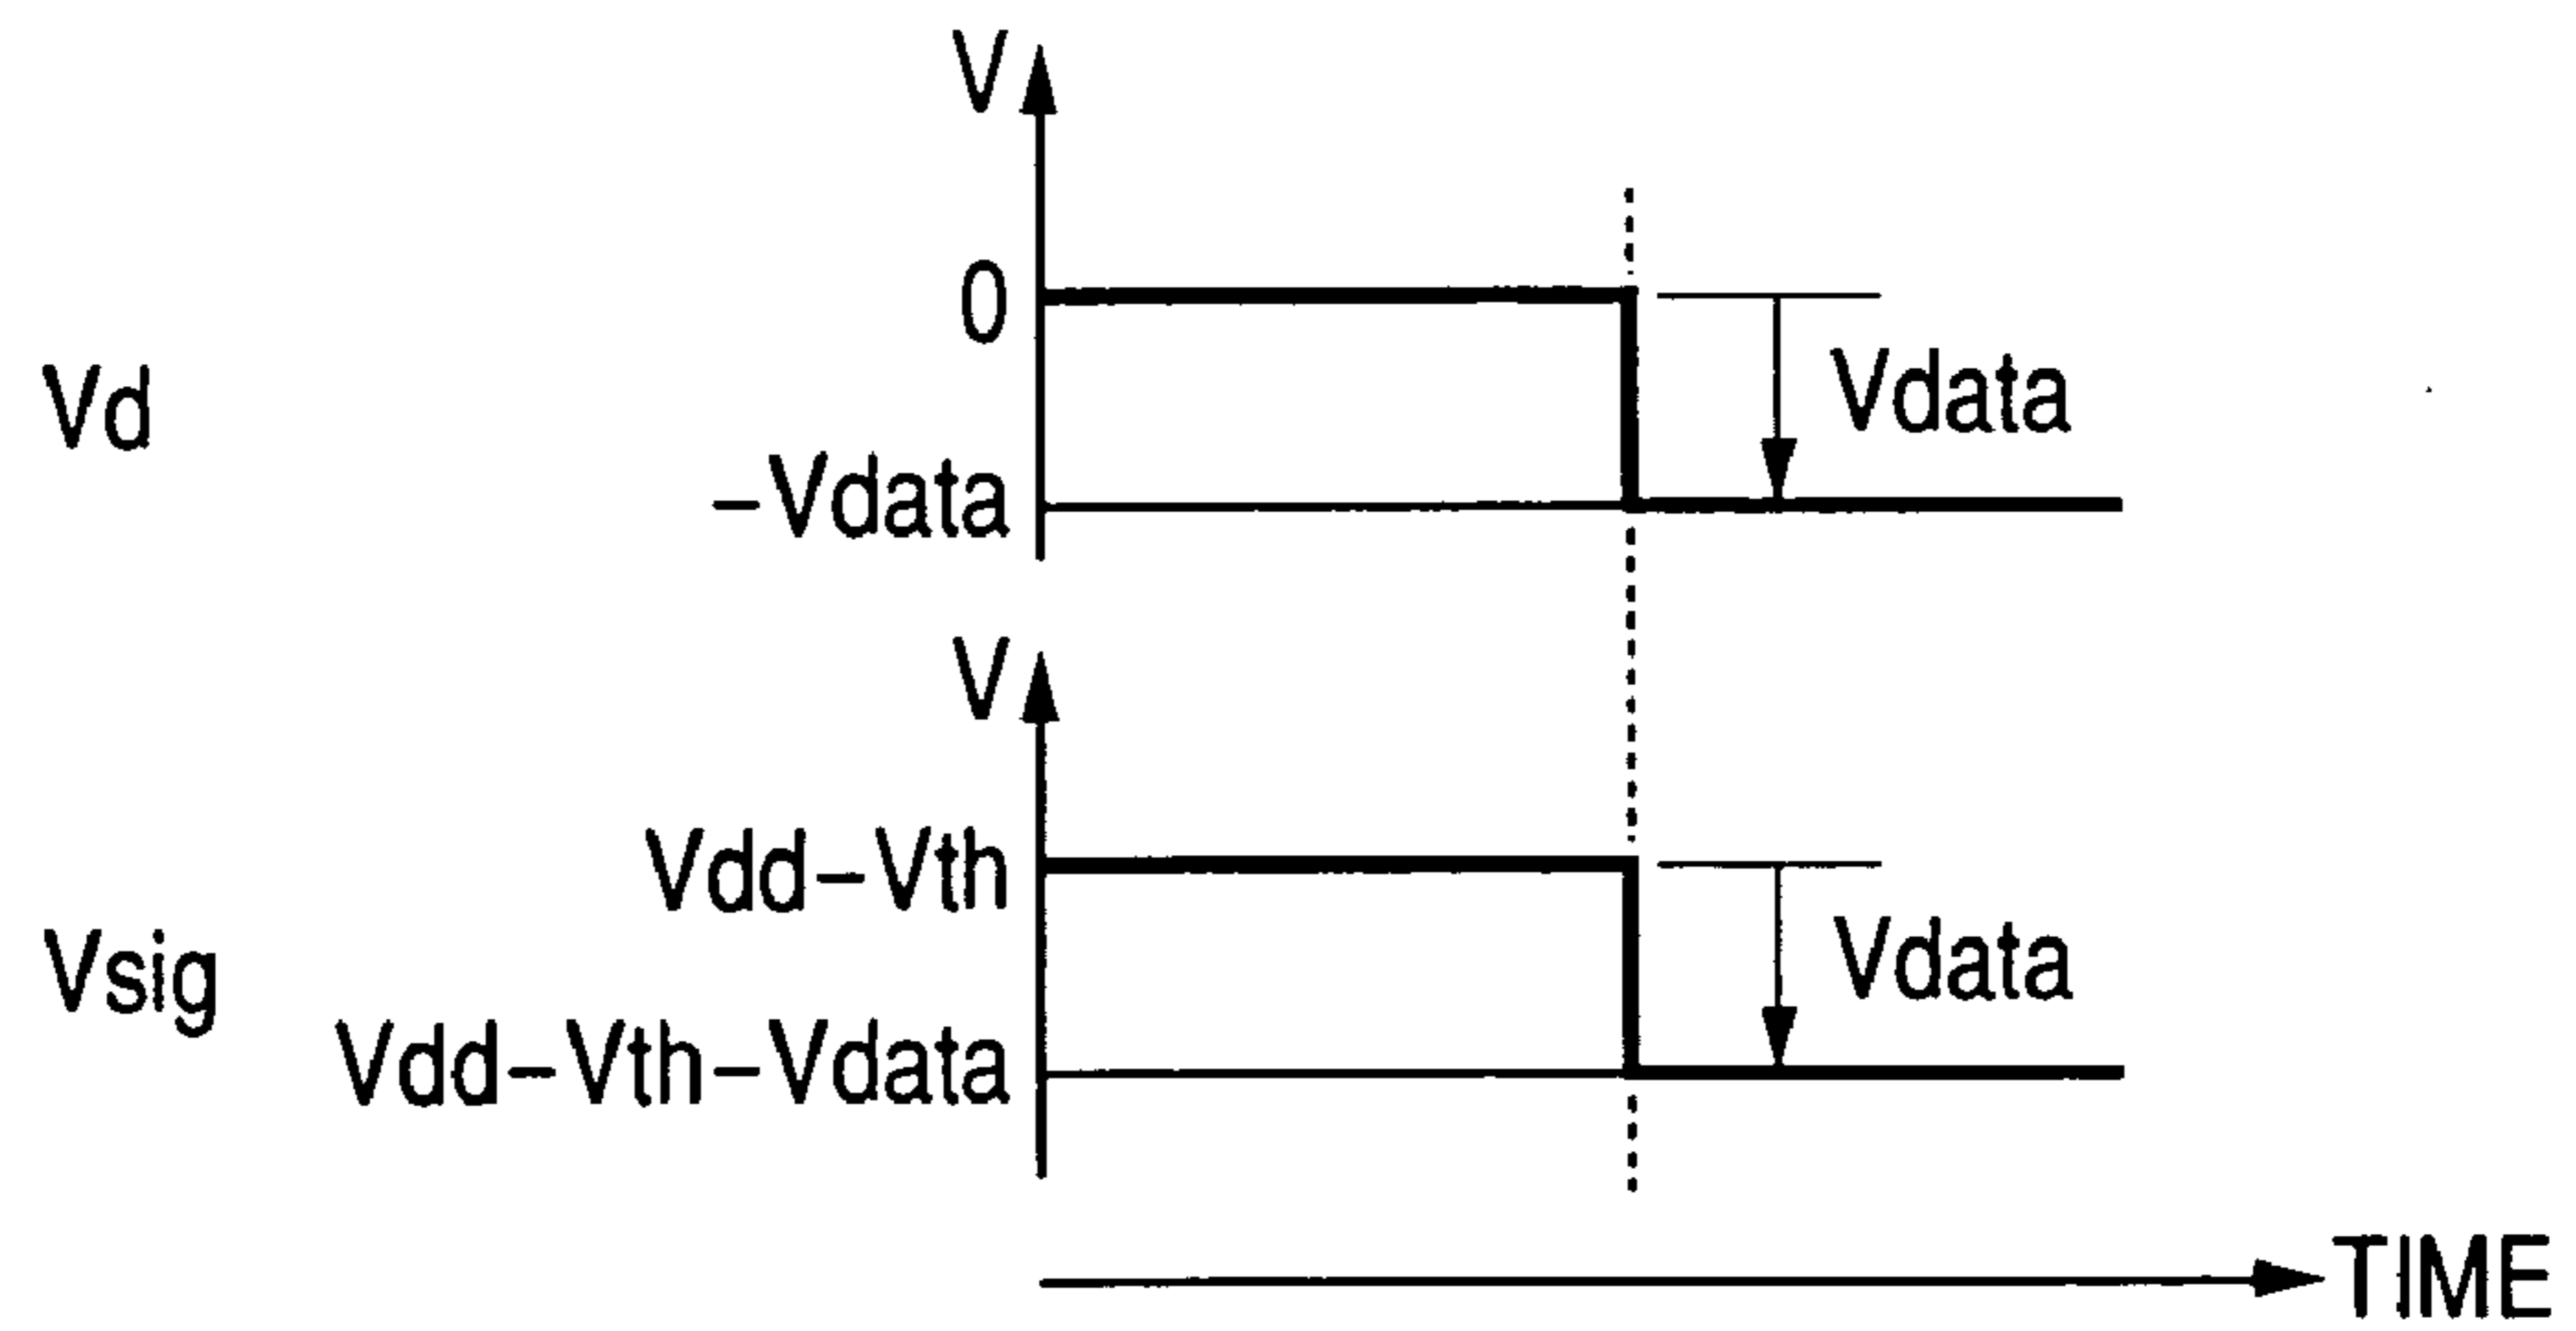 V
0
Vd
Vdata
–Vdata
V
Vdd–Vth
Vsig
Vdata
Vdd–Vth–Vdata
TIME